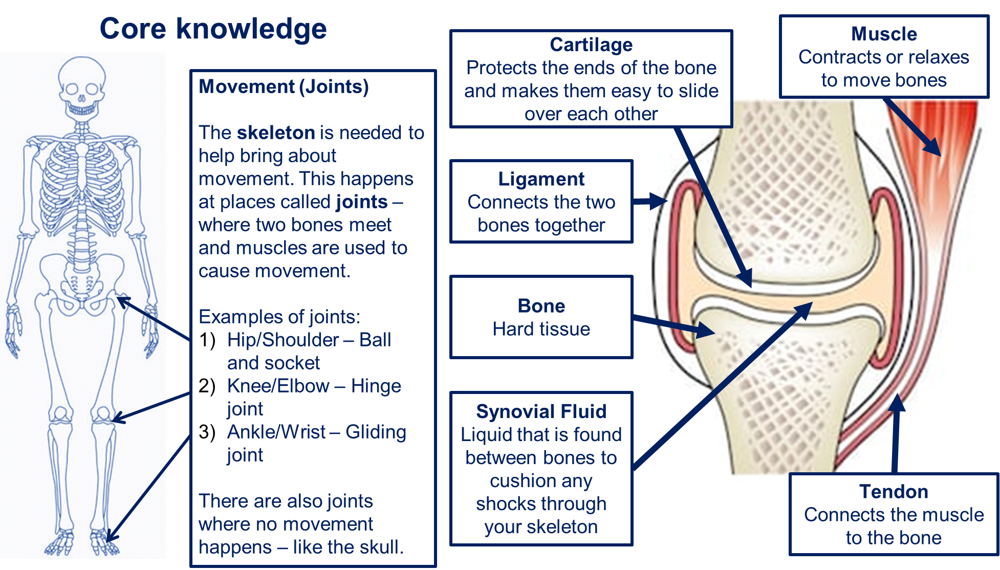 Core knowledge
Movement (Joints)
The skeleton is needed to
help bring about
movement. This happens
at places called joints –
where two bones meet
and muscles are used to
cause movement.
Examples of joints:
1) Hip/Shoulder – Ball
and socket
2) Knee/Elbow – Hinge
joint
3) Ankle/Wrist – Gliding
joint
There are also joints
where no movement
happens – like the skull.
Cartilage
Protects the ends of the bone
and makes them easy to slide
over each other
Ligament
Connects the two
bones together
Bone
Hard tissue
Synovial Fluid
Liquid that is found
between bones to
cushion any
shocks through
your skeleton
Muscle
Contracts or relaxes
to move bones
Tendon
Connects the muscle
to the bone